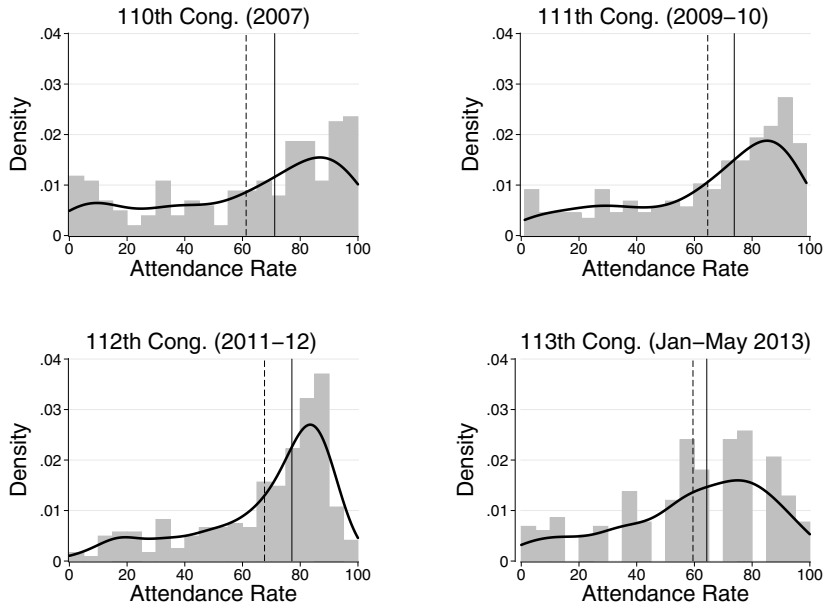 110th Cong. (2007)
.04
.03
.02
.01
0
Density
0 20 40 60 80 100
Attendance Rate
111th Cong. (2009−10)
.04
.03
.02
.01
0
Density
0 20 40 60 80 100
Attendance Rate
112th Cong. (2011−12)
.04
.03
.02
.01
0
Density
0 20 40 60 80 100
Attendance Rate
113th Cong. (Jan−May 2013)
.04
.03
.02
.01
0
Density
0 20 40 60 80 100
Attendance Rate